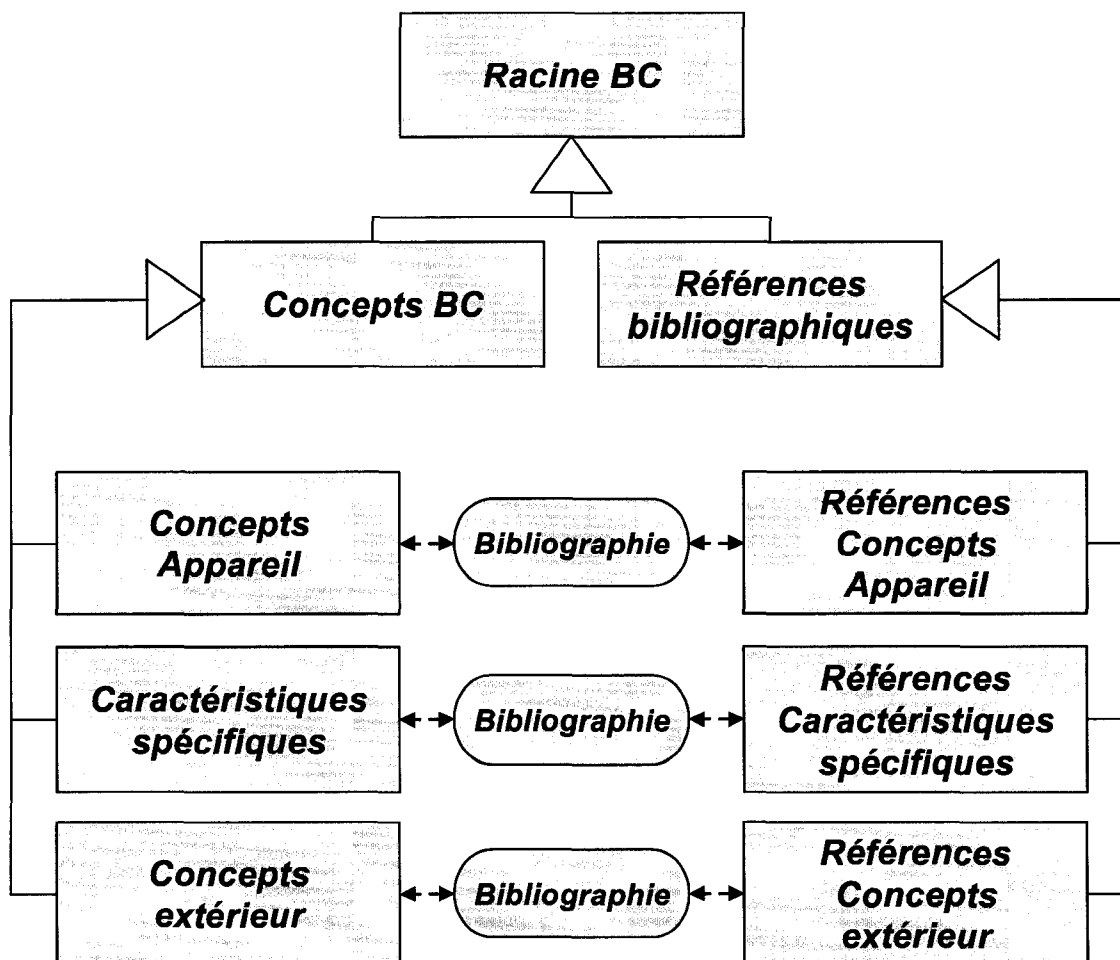 Racine BC
Concepts BC
Références
bibliographiques
Concepts
Appareil
Bibliographie
Références
Concepts
Appareil
Caractéristiques
spécifiques
Bibliographie
Références
Caractéristiques
spécifiques
Concepts
extérieur
Bibliographie
Références
Concepts
extérieur